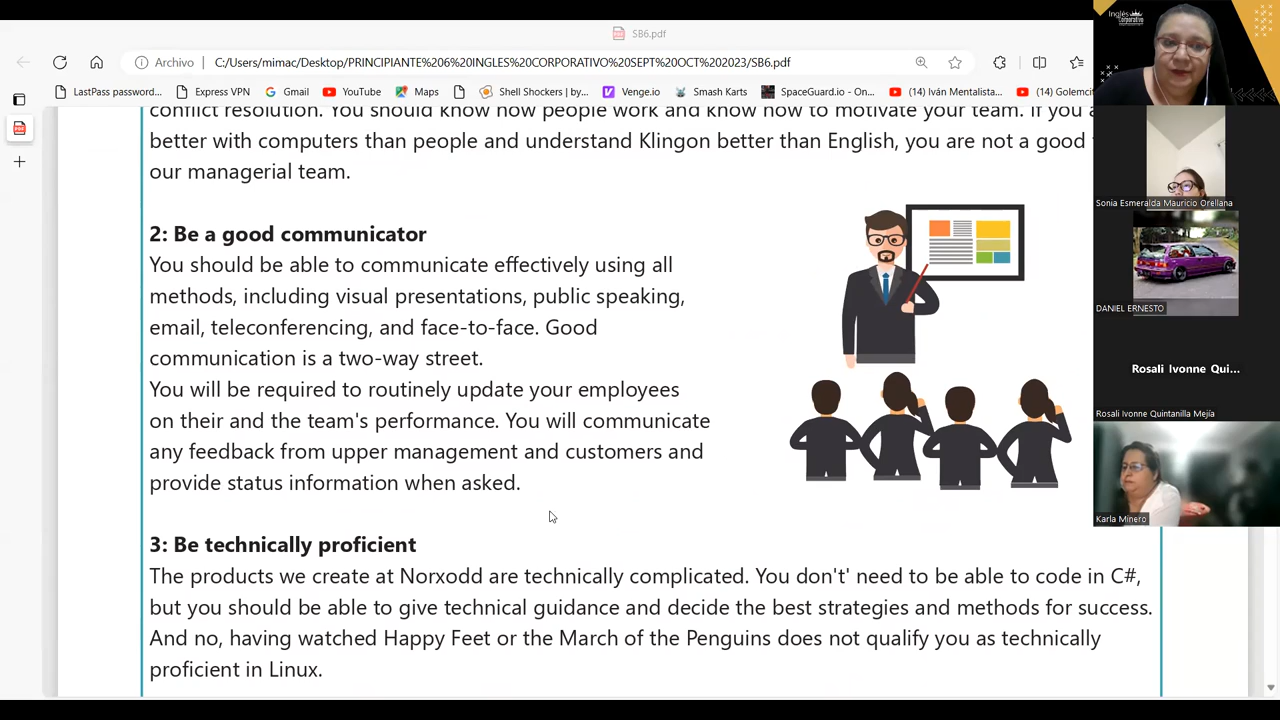 SB6.pdf
Archivo
C:/Users/mimac/Desktop/PRINCIPIANTE%206%20INGLES%20CORPORATIVO%20SEPT%20OCT%202023/SB6.pdf
LastPass password...
Express VPN
Gmail
YouTube
Maps
Shell Shockers | by...
Venge.io
Smash Karts
SpaceGuard.io - On...
(14) Iván Mentalista...
(14) Golemcit
conflict resolution. You should know how people work and know how to motivate your team. If you a
better with computers than people and understand Klingon better than English, you are not a good
our managerial team.
2: Be a good communicator
You should be able to communicate effectively using all
methods, including visual presentations, public speaking,
email, teleconferencing, and face-to-face. Good
communication is a two-way street.
You will be required to routinely update your employees
on their and the team's performance. You will communicate
any feedback from upper management and customers and
provide status information when asked.
3: Be technically proficient
The products we create at Norxodd are technically complicated. You don't' need to be able to code in C#,
but you should be able to give technical guidance and decide the best strategies and methods for success.
And no, having watched Happy Feet or the March of the Penguins does not qualify you as technically
proficient in Linux.
Inglés
Corporativo
Sonia Esmeralda Mauricio Orellana
DANIEL ERNESTO
Rosali Ivonne Qui...
Rosali Ivonne Quintanilla Mejía
Karla Minero